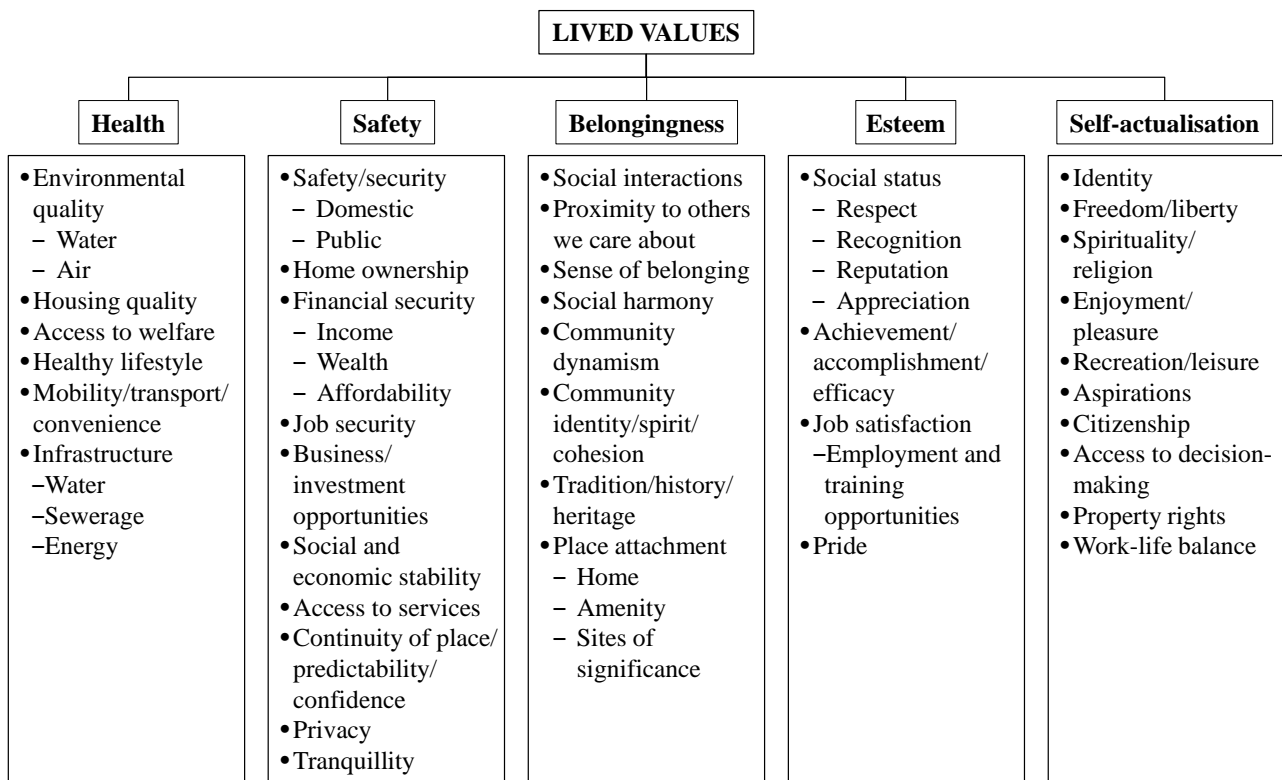 LIVED VALUES
Health
•Environmental
quality
– Water
– Air
•Housing quality
•Access to welfare
•Healthy lifestyle
•Mobility/transport/
convenience
•Infrastructure
–Water
–Sewerage
–Energy
Safety
•Safety/security
– Domestic
– Public
•Home ownership
•Financial security
– Income
– Wealth
– Affordability
•Job security
•Business/
investment
opportunities
•Social and
economic stability
•Access to services
•Continuity of place/
predictability/
confidence
•Privacy
•Tranquillity
Belongingness
•Social interactions
•Proximity to others
we care about
•Sense of belonging
•Social harmony
•Community
dynamism
•Community
identity/spirit/
cohesion
•Tradition/history/
heritage
•Place attachment
– Home
– Amenity
– Sites of
significance
Esteem
•Social status
– Respect
– Recognition
– Reputation
– Appreciation
•Achievement/
accomplishment/
efficacy
•Job satisfaction
–Employment and
training
opportunities
•Pride
Self-actualisation
•Identity
•Freedom/liberty
•Spirituality/
religion
•Enjoyment/
pleasure
•Recreation/leisure
•Aspirations
•Citizenship
•Access to decision-
making
•Property rights
•Work-life balance